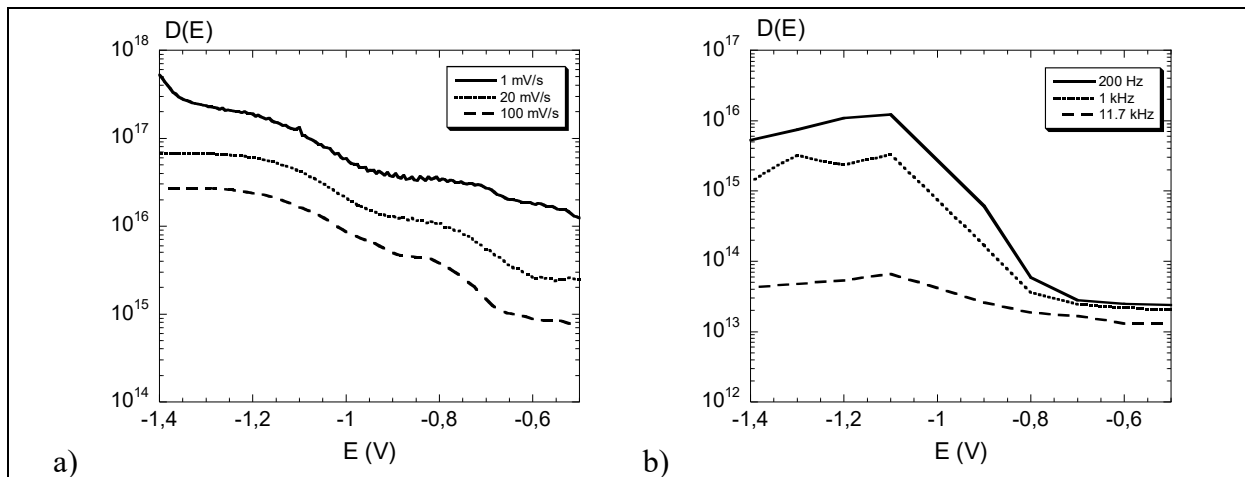 D(E)
10^18
10^17
10^16
10^15
10^14
-1,4 -1,2 -1 -0,8 -0,6
E (V)
1 mV/s
20 mV/s
100 mV/s
a)
D(E)
10^17
10^16
10^15
10^14
10^13
10^12
-1,4 -1,2 -1 -0,8 -0,6
E (V)
200 Hz
1 kHz
11.7 kHz
b)